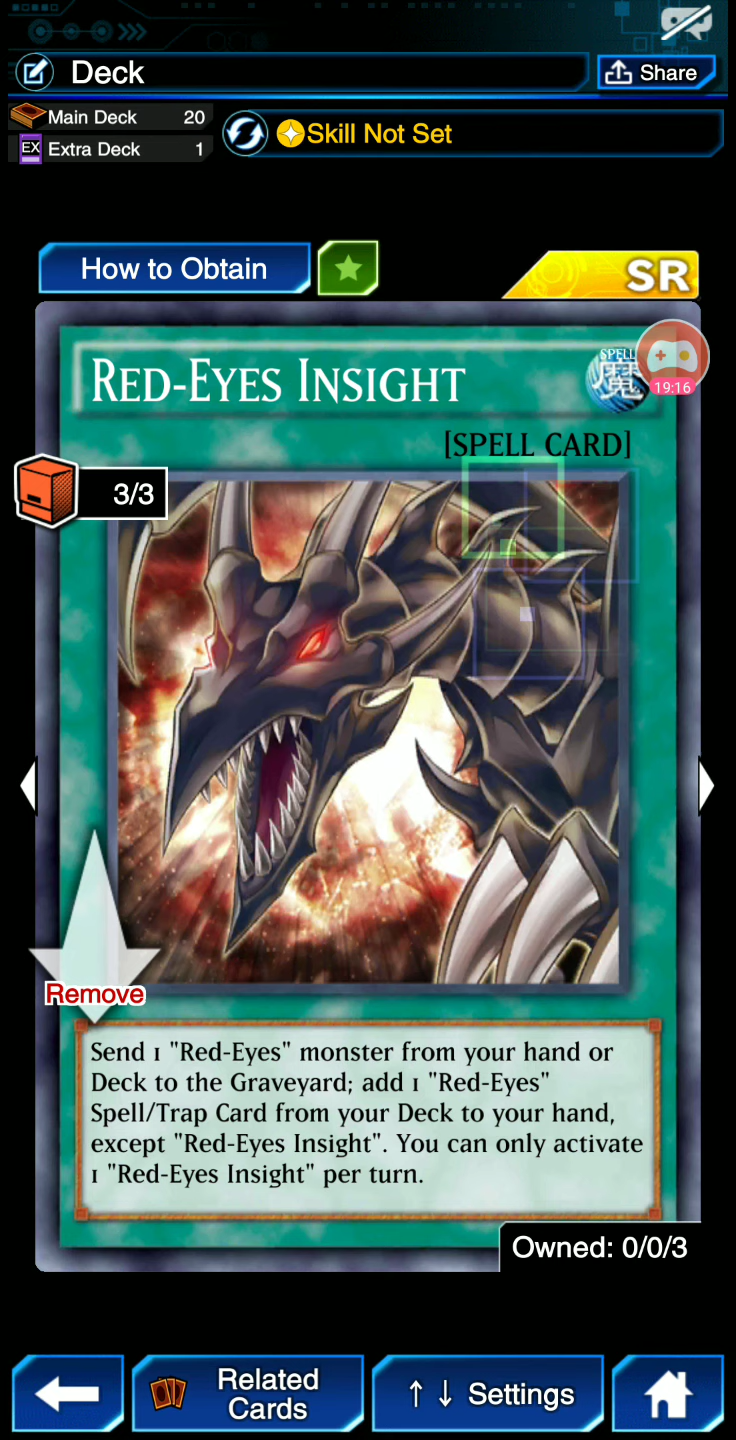 Deck
Share
Main Deck 20
EX Extra Deck 1
Skill Not Set
How to Obtain
SR
RED-EYES INSIGHT
SPELL
魔
19:16
[SPELL CARD]
3/3
Remove
Send 1 "Red-Eyes" monster from your hand or
Deck to the Graveyard; add 1 "Red-Eyes"
Spell/Trap Card from your Deck to your hand,
except "Red-Eyes Insight". You can only activate
1 "Red-Eyes Insight" per turn.
Owned: 0/0/3
Related
Cards
↑ ↓ Settings